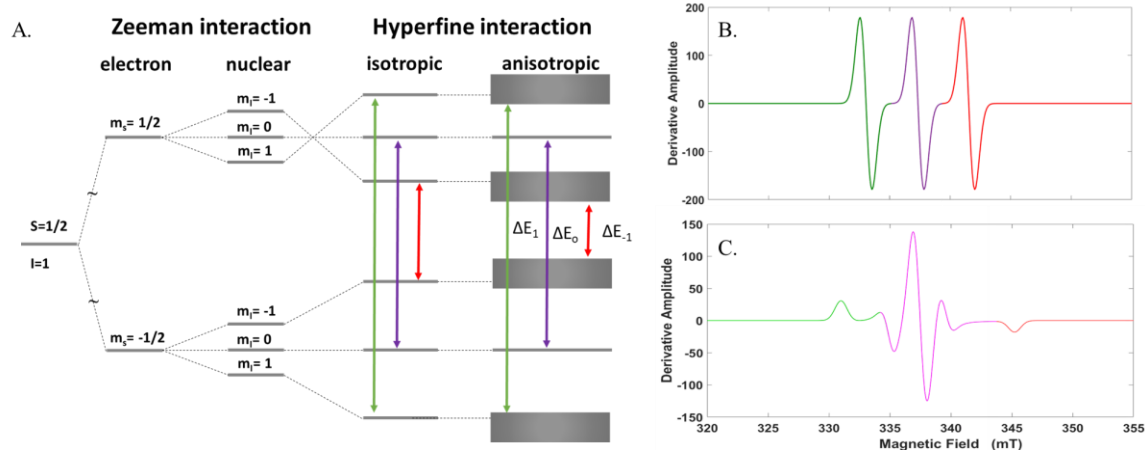 A.
Zeeman interaction
Hyperfine interaction
electron
nuclear
isotropic
anisotropic
mₛ= 1/2
mᵢ= -1
mᵢ= 0
mᵢ= 1
~
S=1/2
I=1
ΔE₁
ΔEₒ
ΔE₋₁
~
mₛ= -1/2
mᵢ= -1
mᵢ= 0
mᵢ= 1
B.
Derivative Amplitude
200
100
0
-100
-200
C.
Derivative Amplitude
150
100
50
0
-50
-100
-150
320 325 330 335 340 345 350 355
Magnetic Field (mT)